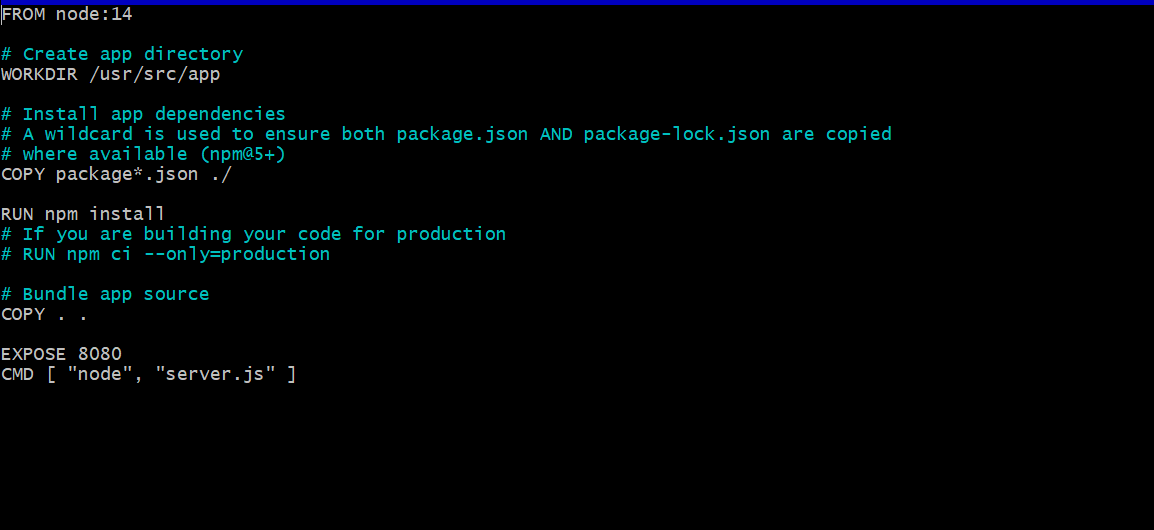 FROM node:14
# Create app directory
WORKDIR /usr/src/app
# Install app dependencies
# A wildcard is used to ensure both package.json AND package-lock.json are copied
# where available (npm@5+)
COPY package*.json ./
RUN npm install
# If you are building your code for production
# RUN npm ci --only=production
# Bundle app source
COPY . .
EXPOSE 8080
CMD [ "node", "server.js" ]